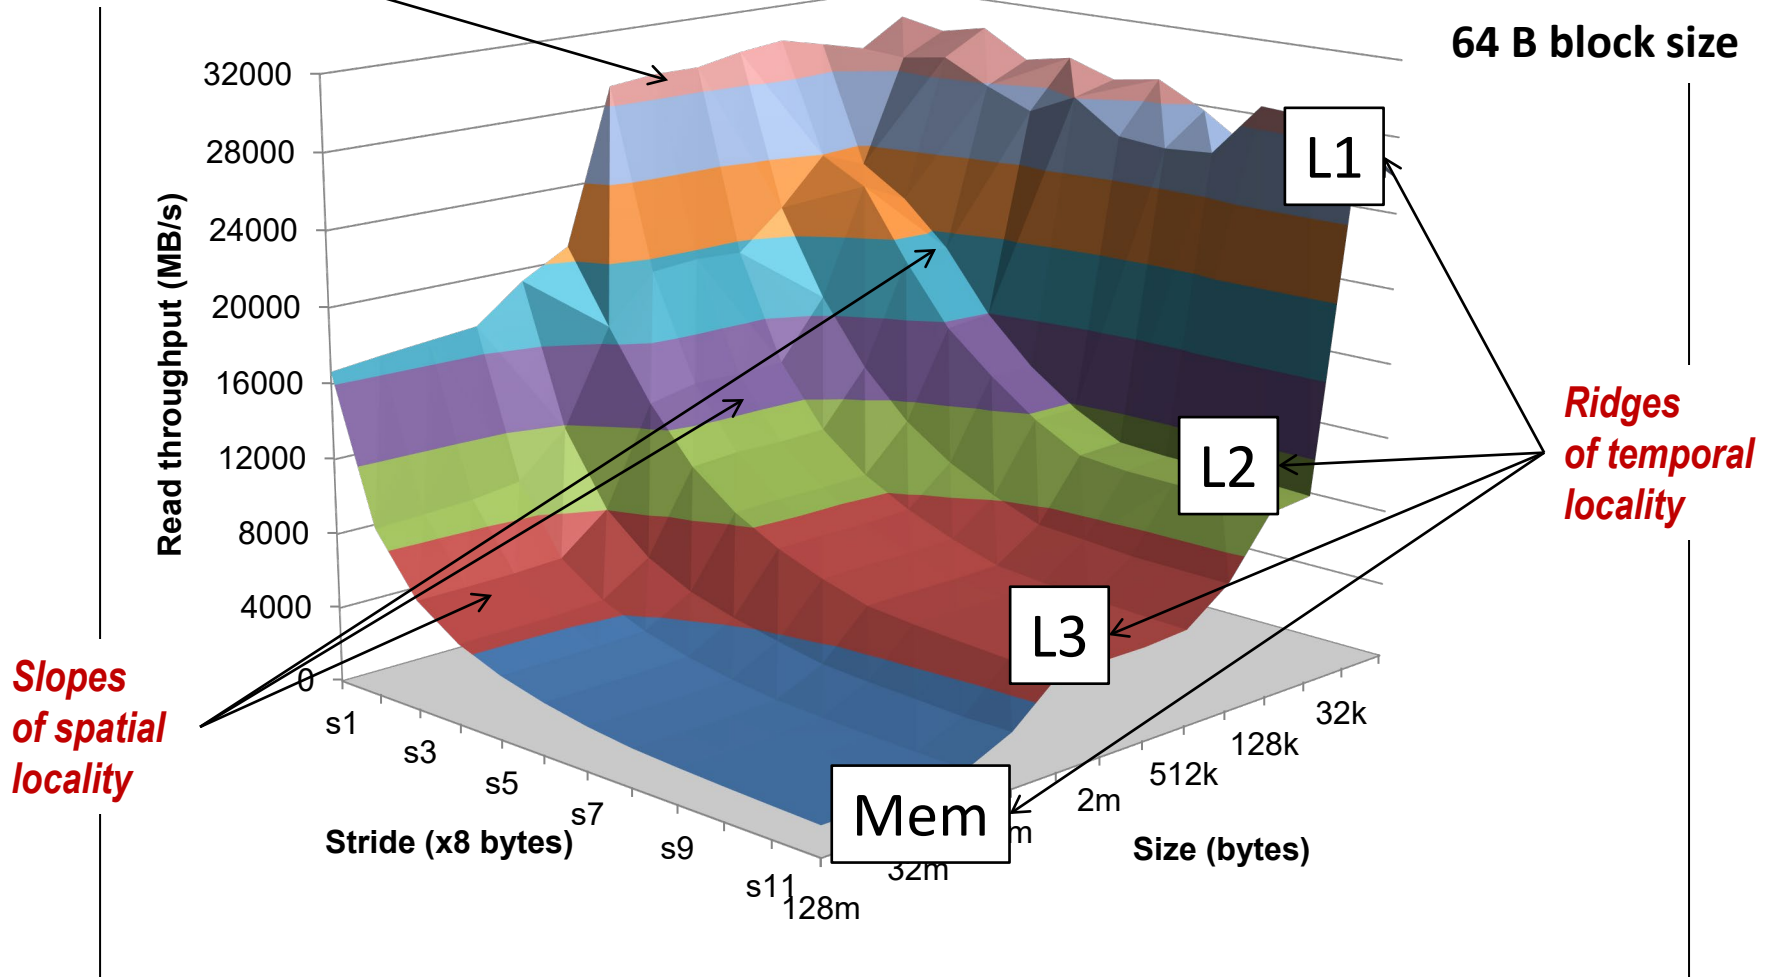 64 B block size
32000
28000
24000
20000
16000
12000
8000
4000
0
Read throughput (MB/s)
L1
L2
L3
Mem
Ridges
of temporal
locality
Slopes
of spatial
locality
s1
s3
s5
s7
s9
s11
Stride (x8 bytes)
128m
32m
m
2m
512k
128k
32k
Size (bytes)